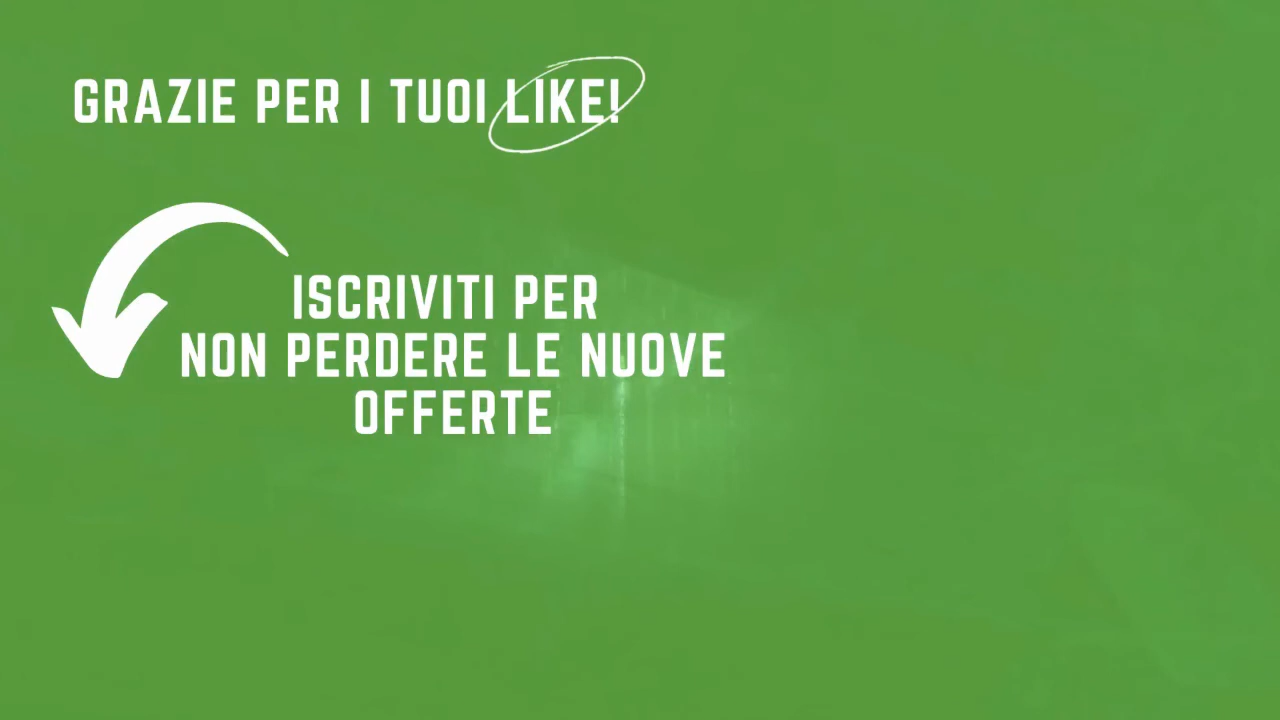 GRAZIE PER I TUOI LIKE!
ISCRIVITI PER
NON PERDERE LE NUOVE
OFFERTE